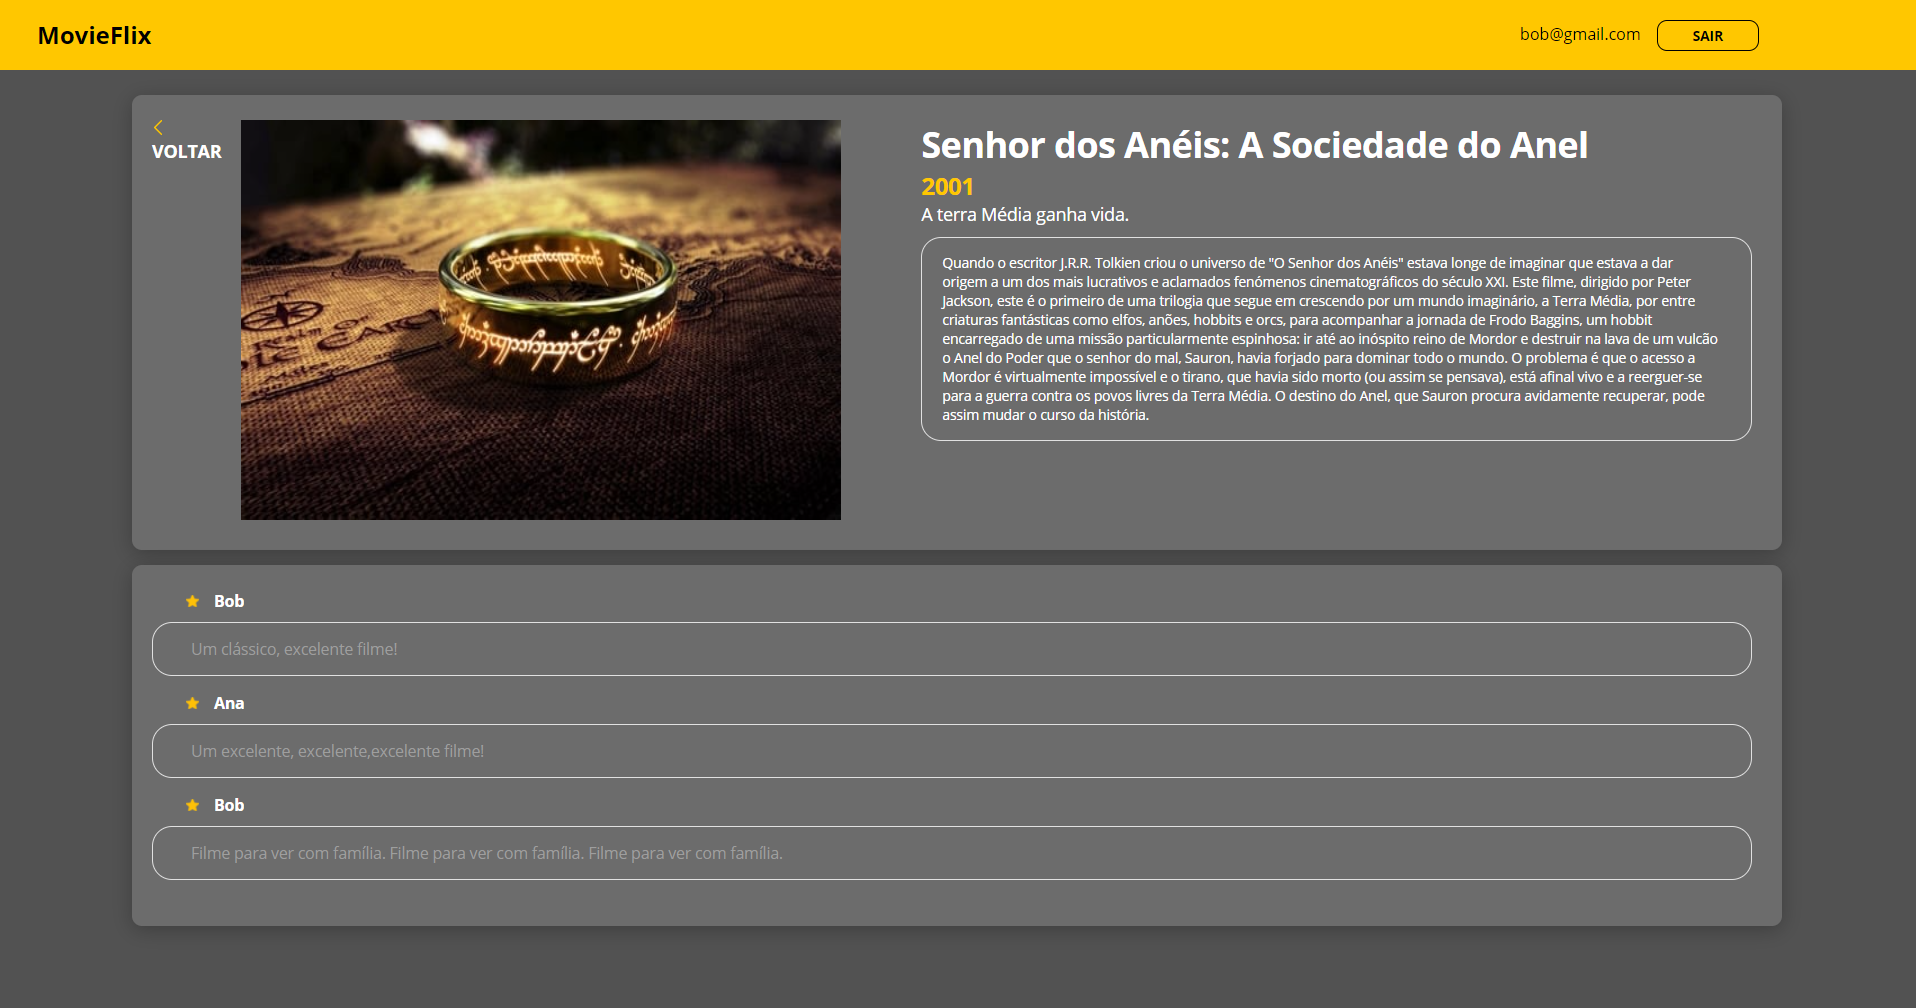 MovieFlix
bob@gmail.com
SAIR
VOLTAR
Senhor dos Anéis: A Sociedade do Anel
2001
A terra Média ganha vida.
Quando o escritor J.R.R. Tolkien criou o universo de "O Senhor dos Anéis" estava longe de imaginar que estava a dar
origem a um dos mais lucrativos e aclamados fenómenos cinematográficos do século XXI. Este filme, dirigido por Peter
Jackson, este é o primeiro de uma trilogia que segue em crescendo por um mundo imaginário, a Terra Média, por entre
criaturas fantásticas como elfos, anões, hobbits e orcs, para acompanhar a jornada de Frodo Baggins, um hobbit
encarregado de uma missão particularmente espinhosa: ir até ao inóspito reino de Mordor e destruir na lava de um vulcão
o Anel do Poder que o senhor do mal, Sauron, havia forjado para dominar todo o mundo. O problema é que o acesso a
Mordor é virtualmente impossível e o tirano, que havia sido morto (ou assim se pensava), está afinal vivo e a reerguer-se
para a guerra contra os povos livres da Terra Média. O destino do Anel, que Sauron procura avidamente recuperar, pode
assim mudar o curso da história.
Bob
Um clássico, excelente filme!
Ana
Um excelente, excelente,excelente filme!
Bob
Filme para ver com família. Filme para ver com família. Filme para ver com família.